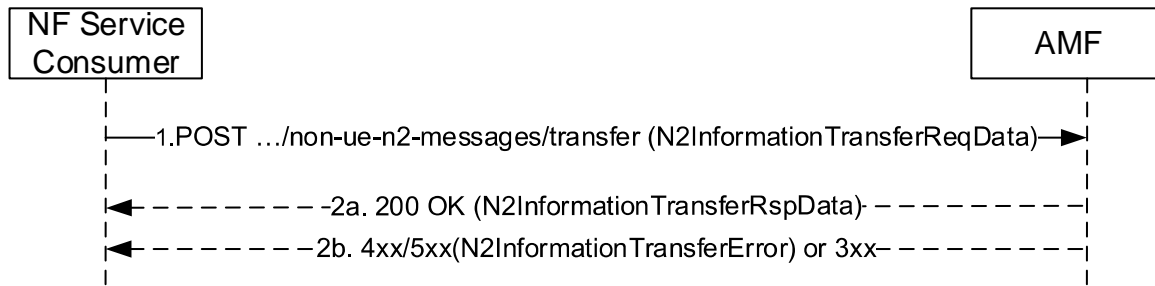 NF Service
Consumer
AMF
1.POST …/non-ue-n2-messages/transfer (N2InformationTransferReqData)
2a. 200 OK (N2InformationTransferRspData)
2b. 4xx/5xx(N2InformationTransferError) or 3xx